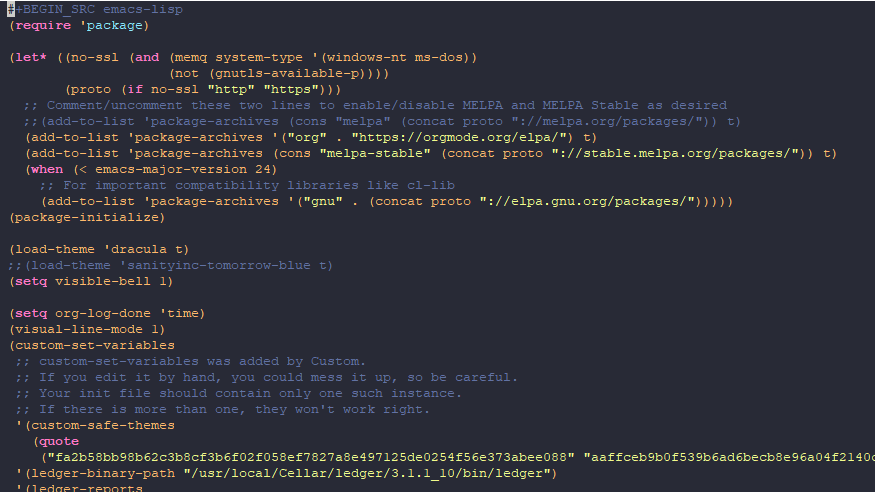 #+BEGIN_SRC emacs-lisp
(require 'package)
(let* ((no-ssl (and (memq system-type '(windows-nt ms-dos))
(not (gnutls-available-p))))
(proto (if no-ssl "http" "https")))
;; Comment/uncomment these two lines to enable/disable MELPA and MELPA Stable as desired
;;(add-to-list 'package-archives (cons "melpa" (concat proto "://melpa.org/packages/")) t)
(add-to-list 'package-archives '("org" . "https://orgmode.org/elpa/") t)
(add-to-list 'package-archives (cons "melpa-stable" (concat proto "://stable.melpa.org/packages/")) t)
(when (< emacs-major-version 24)
;; For important compatibility libraries like cl-lib
(add-to-list 'package-archives '("gnu" . (concat proto "://elpa.gnu.org/packages/")))))
(package-initialize)
(load-theme 'dracula t)
;;(load-theme 'sanityinc-tomorrow-blue t)
(setq visible-bell 1)
(setq org-log-done 'time)
(visual-line-mode 1)
(custom-set-variables
;; custom-set-variables was added by Custom.
;; If you edit it by hand, you could mess it up, so be careful.
;; Your init file should contain only one such instance.
;; If there is more than one, they won't work right.
'(custom-safe-themes
(quote
("fa2b58bb98b62c3b8cf3b6f02f058ef7827a8e497125de0254f56e373abee088" "aaffceb9b0f539b6ad6becb8e96a04f2140c
'(ledger-binary-path "/usr/local/Cellar/ledger/3.1.1_10/bin/ledger")
'(ledger-reports